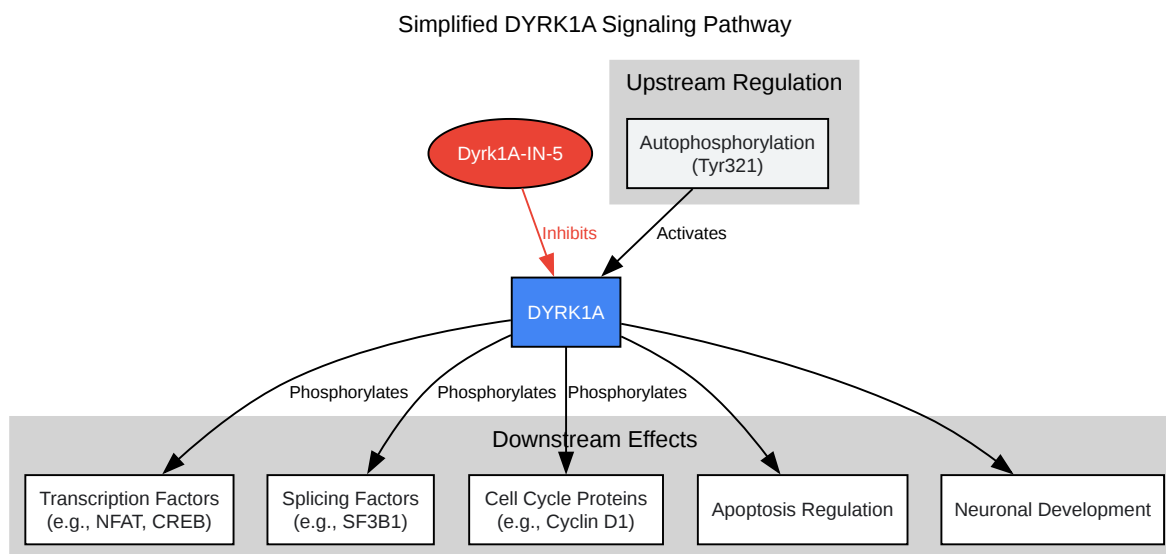 Simplified DYRK1A Signaling Pathway
Upstream Regulation
Dyrk1A-IN-5
Autophosphorylation
(Tyr321)
Inhibits
Activates
DYRK1A
Phosphorylates
Phosphorylates
Phosphorylates
Downstream Effects
Transcription Factors
(e.g., NFAT, CREB)
Splicing Factors
(e.g., SF3B1)
Cell Cycle Proteins
(e.g., Cyclin D1)
Apoptosis Regulation
Neuronal Development